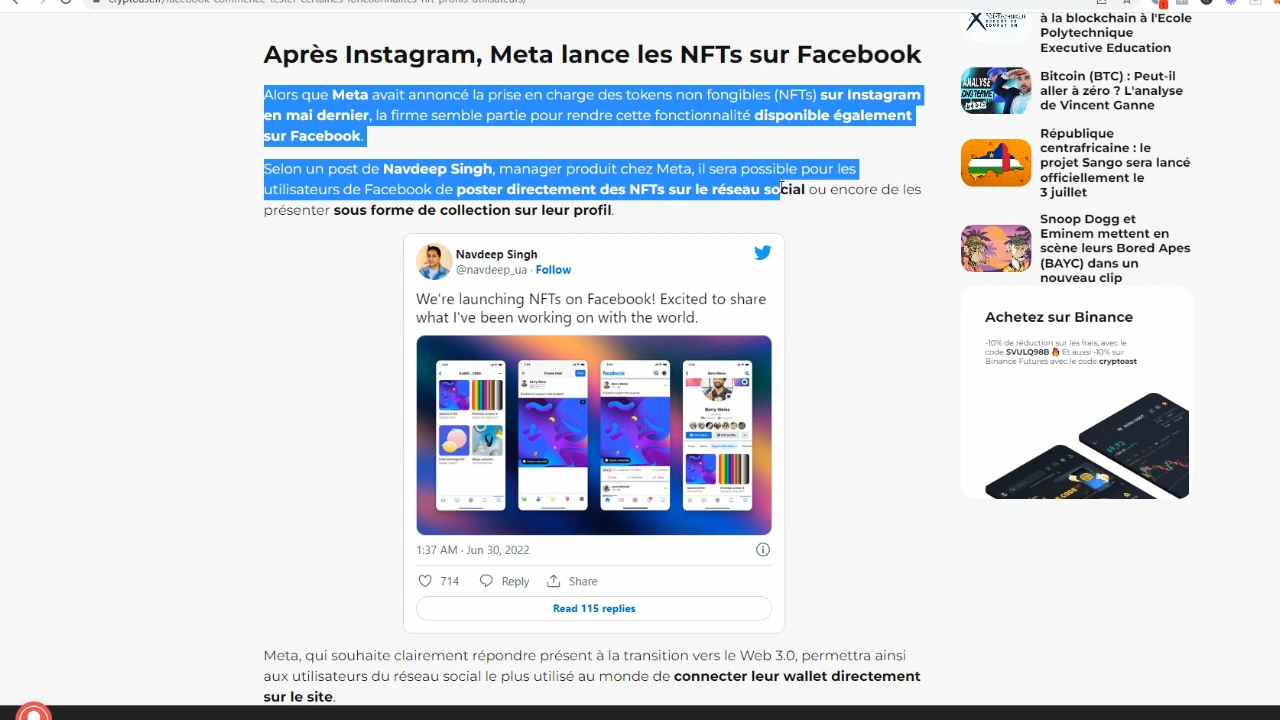 Après Instagram, Meta lance les NFTs sur Facebook
Alors que Meta avait annoncé la prise en charge des tokens non fongibles (NFTs) sur Instagram
en mai dernier, la firme semble partie pour rendre cette fonctionnalité disponible également
sur Facebook.
Selon un post de Navdeep Singh, manager produit chez Meta, il sera possible pour les
utilisateurs de Facebook de poster directement des NFTs sur le réseau social ou encore de les
présenter sous forme de collection sur leur profil.
Navdeep Singh
@navdeep_ua · Follow
We're launching NFTs on Facebook! Excited to share
what I've been working on with the world.
facebook
Barry Weiss
1:37 AM · Jun 30, 2022
714 Reply Share
Read 115 replies
Meta, qui souhaite clairement répondre présent à la transition vers le Web 3.0, permettra ainsi
aux utilisateurs du réseau social le plus utilisé au monde de connecter leur wallet directement
sur le site.
à la blockchain à l'Ecole
Polytechnique
Executive Education
ANALYSE
LONG TERME
Bitcoin (BTC) : Peut-il
aller à zéro ? L'analyse
de Vincent Ganne
République
centrafricaine : le
projet Sango sera lancé
officiellement le
3 juillet
Snoop Dogg et
Eminem mettent en
scène leurs Bored Apes
(BAYC) dans un
nouveau clip
Achetez sur Binance
-10% de réduction sur les frais, avec le
code SVULQ98B Et aussi -10% sur
Binance Futures avec le code cryptoast